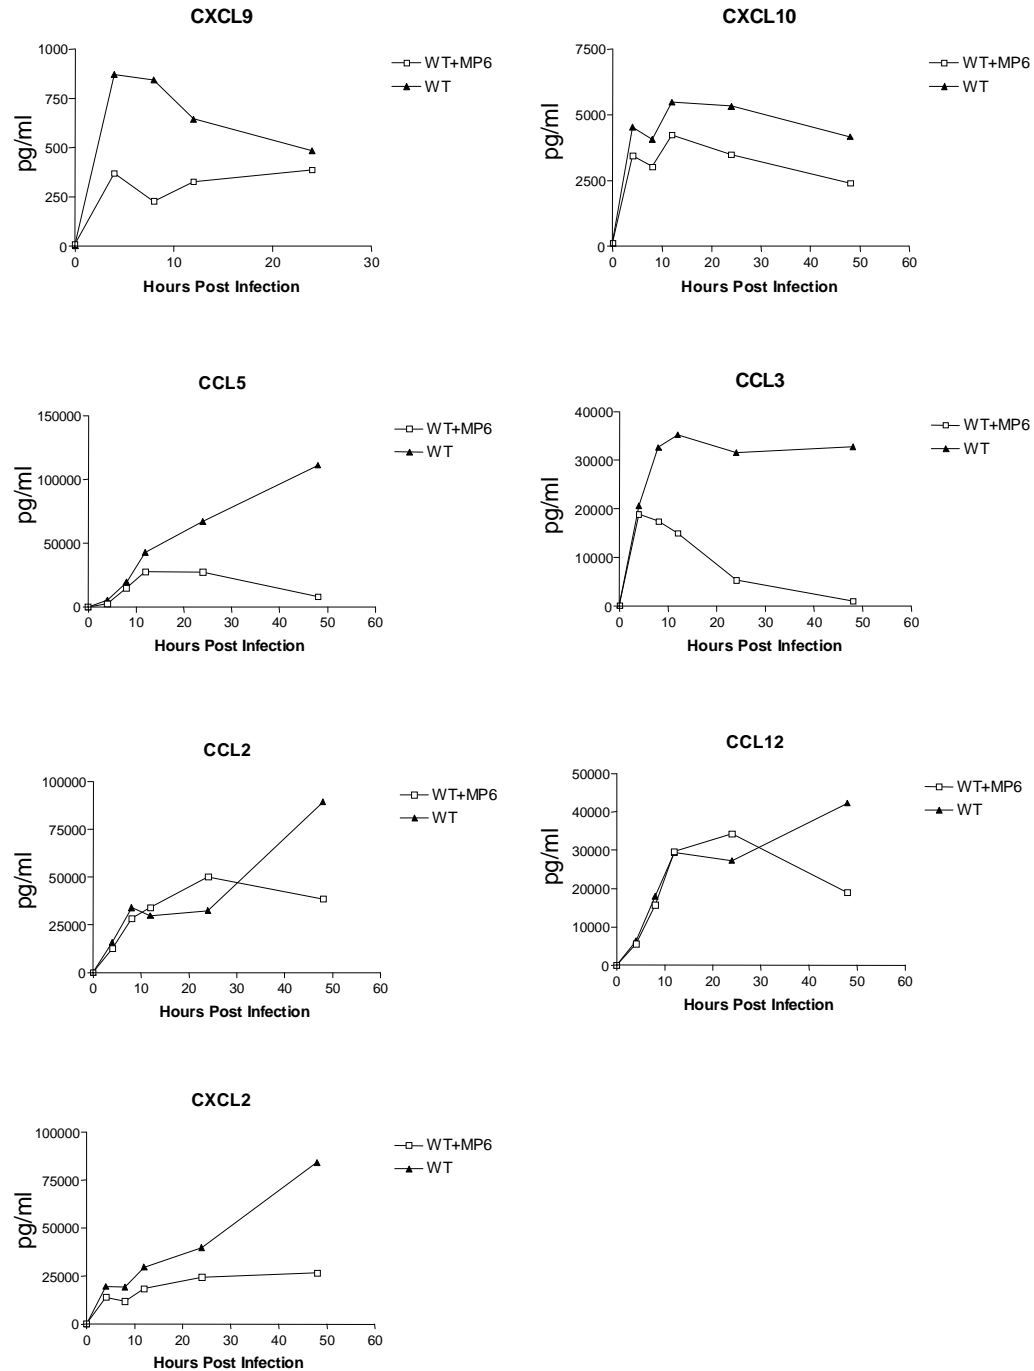 CXCL9
1000
750
500
250
0
0 10 20 30
pg/ml
Hours Post Infection
WT+MP6
WT
CXCL10
7500
5000
2500
0
0 10 20 30 40 50 60
pg/ml
Hours Post Infection
WT+MP6
WT
CCL5
150000
100000
50000
0
0 10 20 30 40 50 60
pg/ml
Hours Post Infection
WT+MP6
WT
CCL3
40000
30000
20000
10000
0
0 10 20 30 40 50 60
pg/ml
Hours Post Infection
WT+MP6
WT
CCL2
100000
75000
50000
25000
0
0 10 20 30 40 50 60
pg/ml
Hours Post Infection
WT+MP6
WT
CCL12
50000
40000
30000
20000
10000
0
0 10 20 30 40 50 60
pg/ml
Hours Post Infection
WT+MP6
WT
CXCL2
100000
75000
50000
25000
0
0 10 20 30 40 50 60
pg/ml
Hours Post Infection
WT+MP6
WT